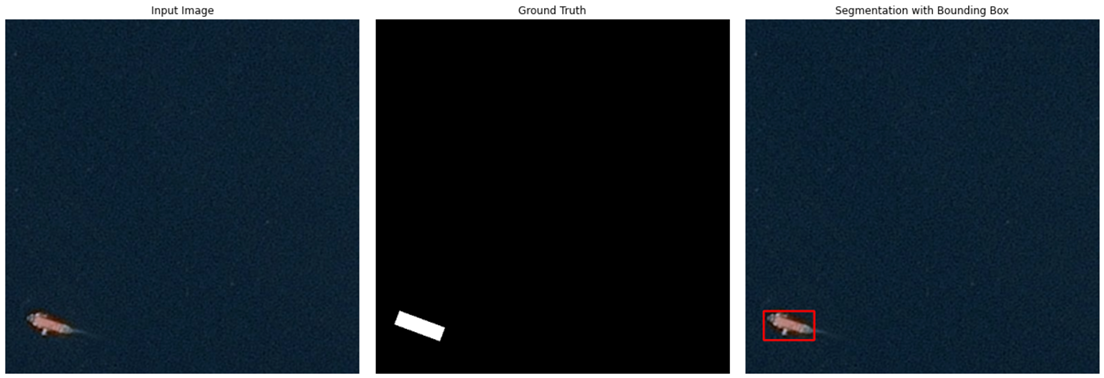 Input Image
Ground Truth
Segmentation with Bounding Box